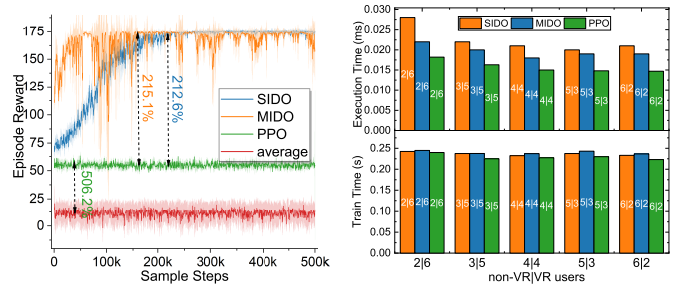 Episode Reward
175
150
125
100
75
50
25
0
215.1%
212.6%
506.2%
SIDO
MIDO
PPO
average
0
100k
200k
300k
400k
500k
Sample Steps
Execution Time (ms)
0.030
0.025
0.020
0.015
0.010
0.005
0.000
SIDO MIDO PPO
2|6 2|6 2|6 3|5 3|5 3|5 4|4 4|4 4|4 5|3 5|3 5|3 6|2 6|2 6|2
Train Time (s)
0.25
0.20
0.15
0.10
0.05
0.00
2|6 2|6 2|6 3|5 3|5 3|5 4|4 4|4 4|4 5|3 5|3 5|3 6|2 6|2 6|2
2|6 3|5 4|4 5|3 6|2
non-VR|VR users